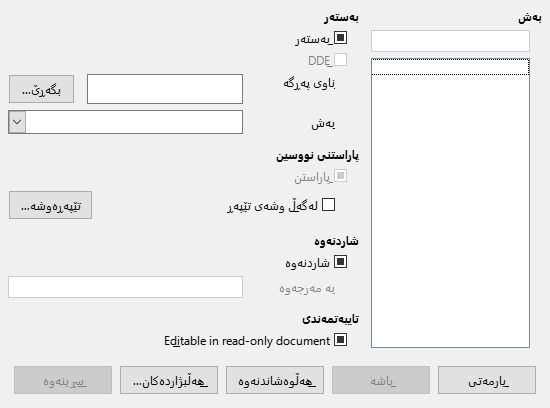 بەش
بەستەر
بەستەر
DDE
ناوی پەڕگە
بگەڕێ...
بەش
پاراستنی نووسین
پاراستن
لەگەڵ وشەی تێپەڕ
تێپەڕەوشە...
شاردنەوە
شاردنەوە
بە مەرجەوە
تایبەتمەندی
Editable in read-only document
یارمەتی
باشە
هەڵوەشاندنەوە
هەڵبژاردەکان...
سڕینەوە